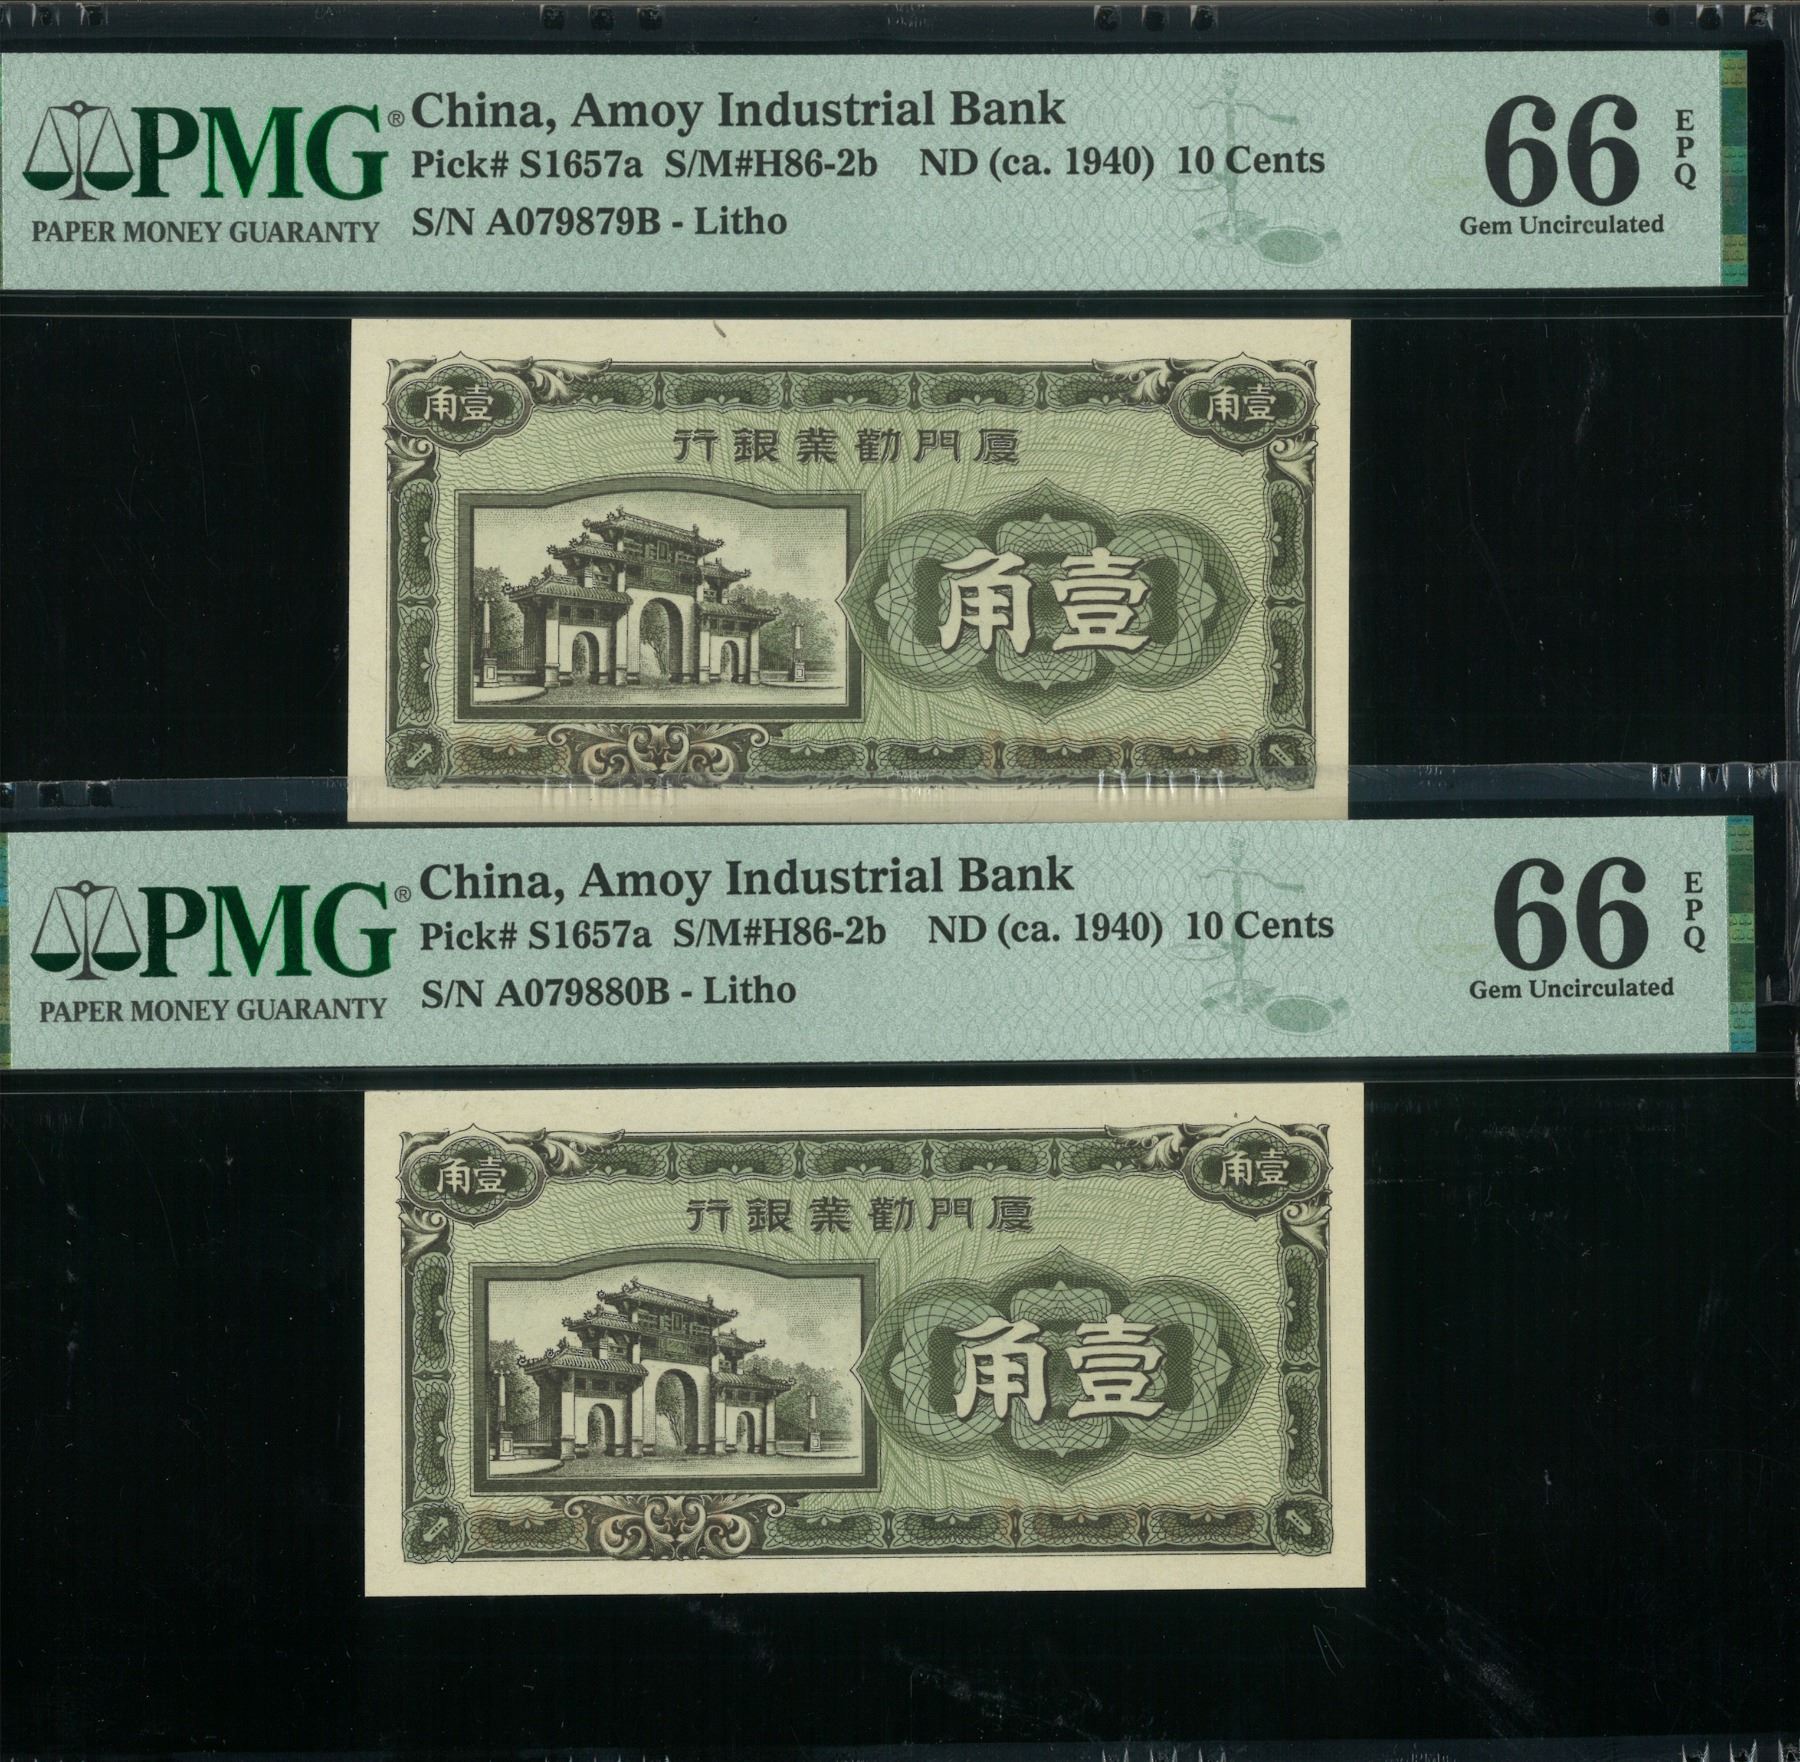 PMG® China, Amoy Industrial Bank
Pick# S1657a S/M#H86-2b ND (ca. 1940) 10 Cents
PAPER MONEY GUARANTY S/N A079879B - Litho
66 EPQ
Gem Uncirculated
角壹 角壹
行銀業勸門廈
角壹
PMG® China, Amoy Industrial Bank
Pick# S1657a S/M#H86-2b ND (ca. 1940) 10 Cents
PAPER MONEY GUARANTY S/N A079880B - Litho
66 EPQ
Gem Uncirculated
角壹 角壹
行銀業勸門廈
角壹